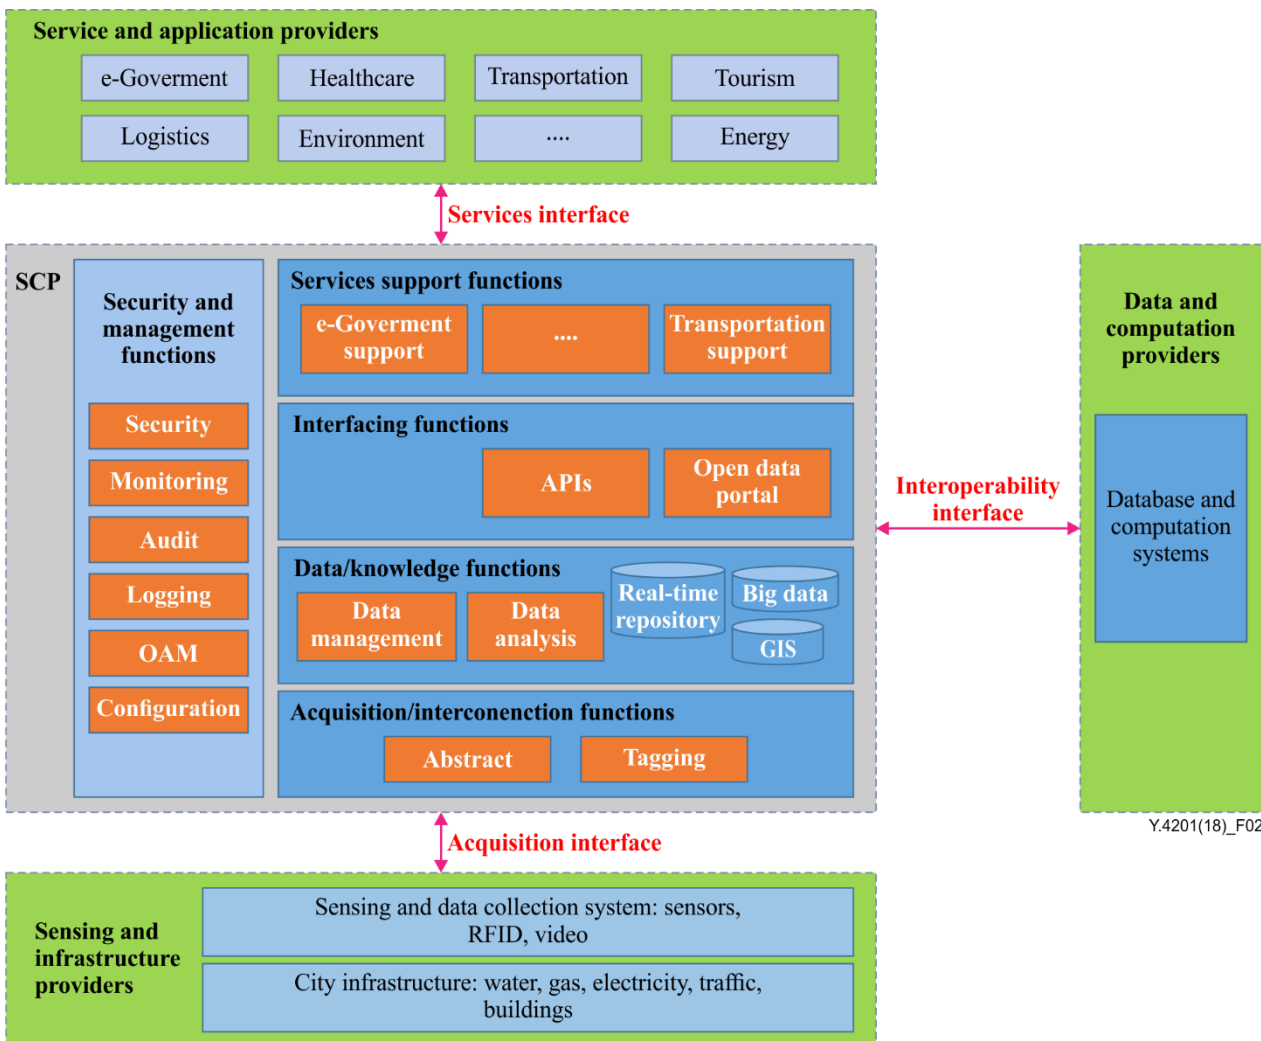 Service and application providers
e-Goverment
Healthcare
Transportation
Tourism
Logistics
Environment
....
Energy
Services interface
SCP
Security and
management
functions
Security
Monitoring
Audit
Logging
OAM
Configuration
Services support functions
e-Goverment
support
....
Transportation
support
Interfacing functions
APIs
Open data
portal
Data/knowledge functions
Data
management
Data
analysis
Real-time
repository
Big data
GIS
Acquisition/interconenction functions
Abstract
Tagging
Interoperability
interface
Data and
computation
providers
Database and
computation
systems
Y.4201(18)_F02
Acquisition interface
Sensing and
infrastructure
providers
Sensing and data collection system: sensors,
RFID, video
City infrastructure: water, gas, electricity, traffic,
buildings